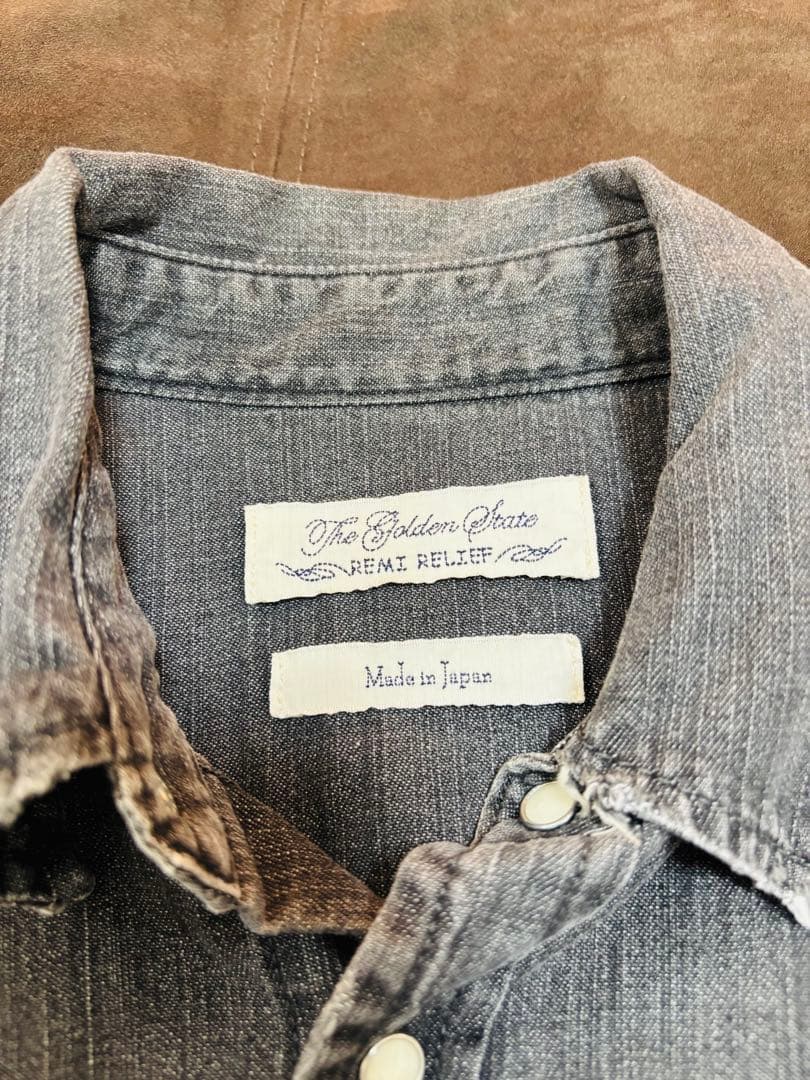 The Golden State
REMI RELIEF
Made in Japan